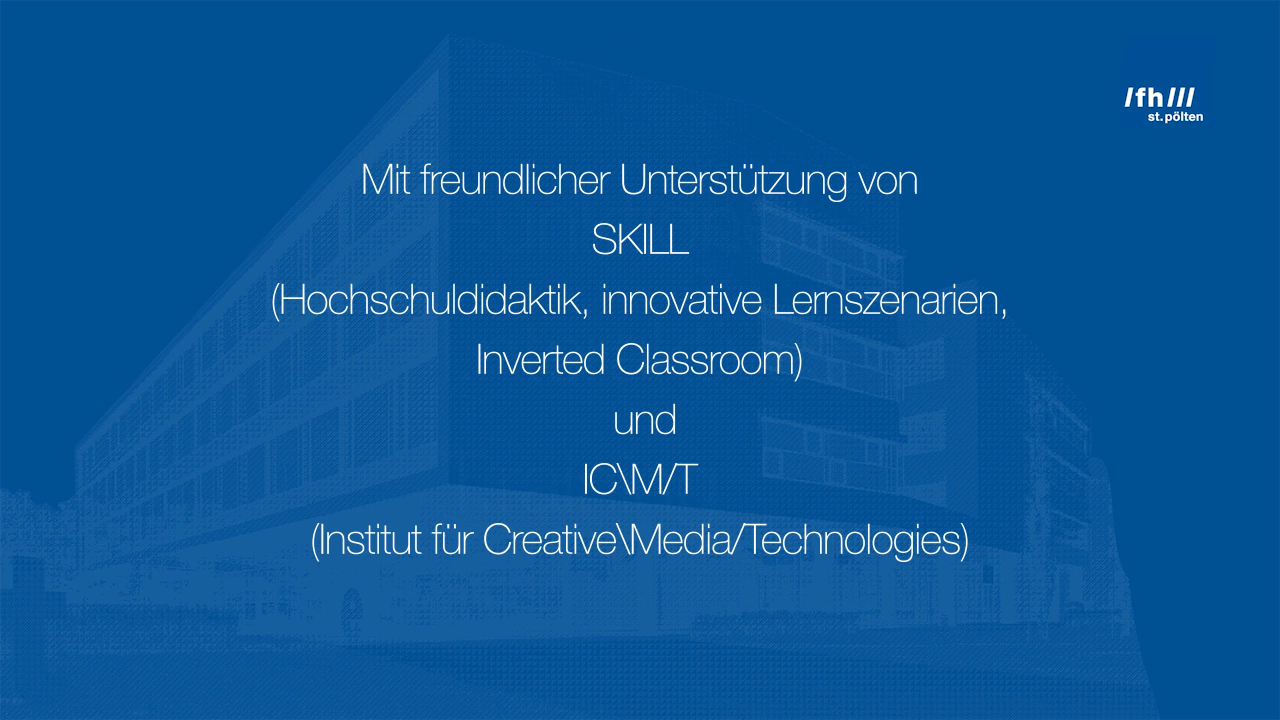 /fh///
st. pölten
Mit freundlicher Unterstützung von
SKILL
(Hochschuldidaktik, innovative Lernszenarien,
Inverted Classroom)
und
IC\M/T
(Institut für Creative\Media/Technologies)